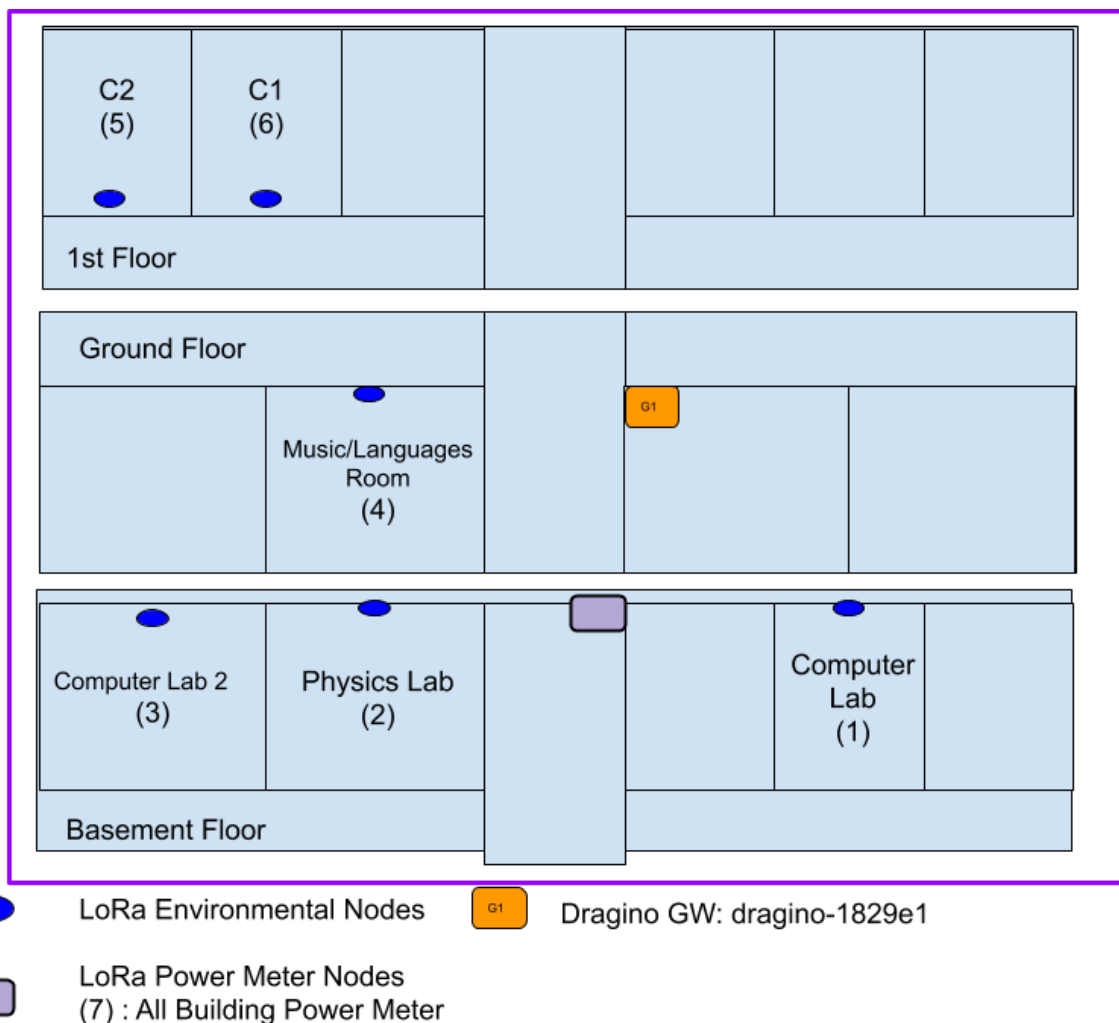 C2
(5)
C1
(6)
1st Floor
Ground Floor
Music/Languages
Room
(4)
G1
Computer Lab 2
(3)
Physics Lab
(2)
Computer
Lab
(1)
Basement Floor
LoRa Environmental Nodes
G1
Dragino GW: dragino-1829e1
LoRa Power Meter Nodes
(7) : All Building Power Meter